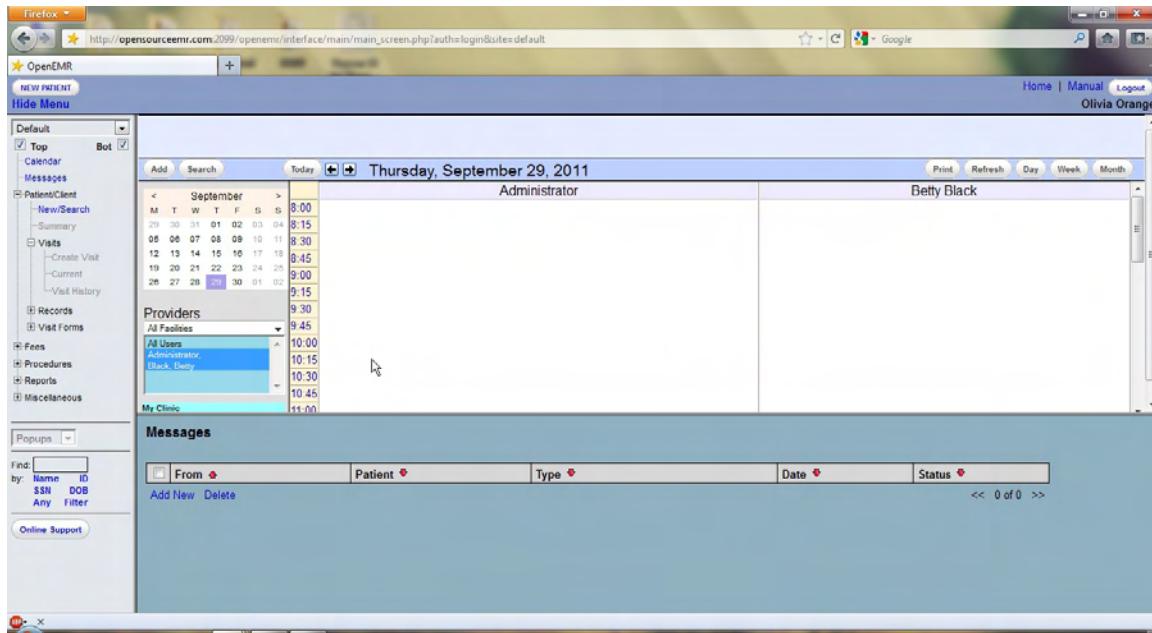 Firefox
http://opensourceemr.com:2099/openemr/interface/main/main_screen.php?auth=login&site=default
Google
OpenEMR
+
NEW PATIENT
Home | Manual Logout
Hide Menu
Olivia Orange
Default
Top Bot
Calendar
Messages
Patient/Client
New/Search
Summary
Visits
Create Visit
Current
Visit History
Records
Visit Forms
Fees
Procedures
Reports
Miscellaneous
Popups
Find:
by: Name ID
SSN DOB
Any Filter
Online Support
Add Search Today Thursday, September 29, 2011 Print Refresh Day Week Month
< September >
M T W T F S S
29 30 31 01 02 03 04
05 06 07 08 09 10 11
12 13 14 15 16 17 18
19 20 21 22 23 24 25
26 27 28 29 30 01 02
Providers
All Facilities
All Users
Administrator,
Black, Betty
My Clinic
Administrator Betty Black
8:00
8:15
8:30
8:45
9:00
9:15
9:30
9:45
10:00
10:15
10:30
10:45
11:00
Messages
From Patient Type Date Status
Add New Delete << 0 of 0 >>